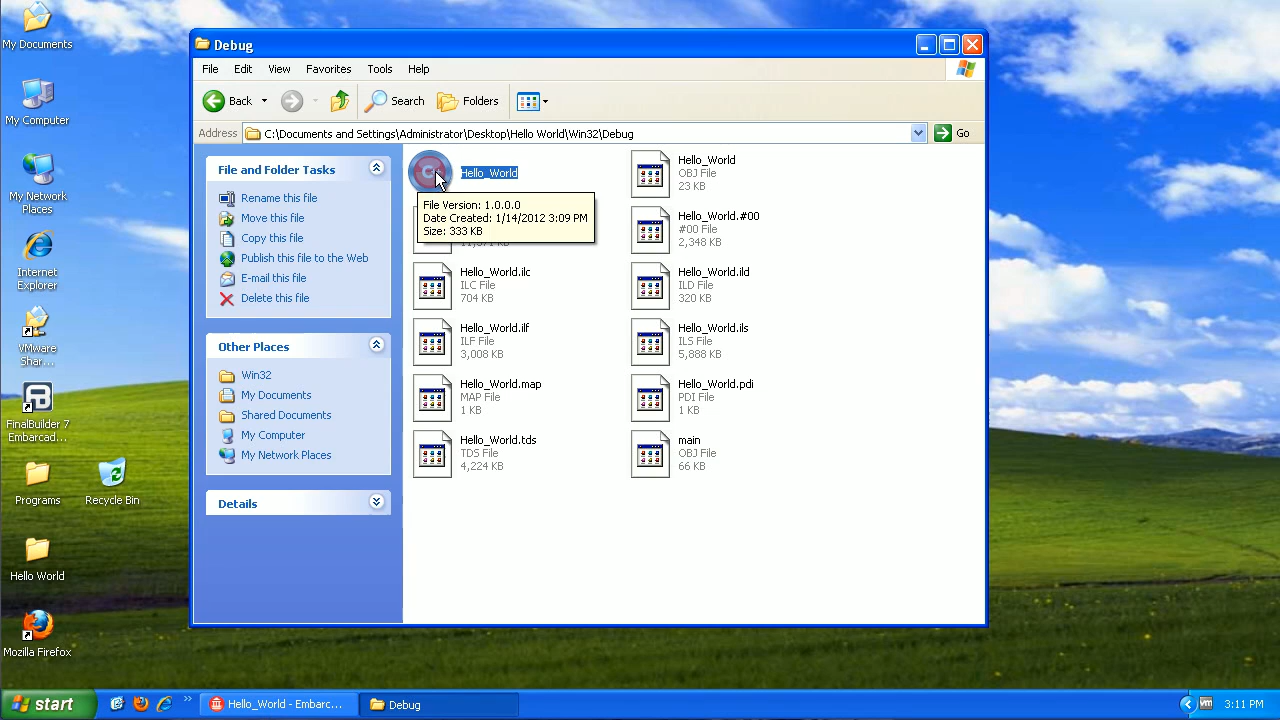 My Documents
My Computer
My Network
Places
Internet
Explorer
VMware
Shar...
FinalBuilder 7
Embarcad...
Programs
Recycle Bin
Hello World
Mozilla Firefox
Debug
File Edit View Favorites Tools Help
Back Search Folders
Address C:\Documents and Settings\Administrator\Desktop\Hello World\Win32\Debug Go
File and Folder Tasks
Rename this file
Move this file
Copy this file
Publish this file to the Web
E-mail this file
Delete this file
Other Places
Win32
My Documents
Shared Documents
My Computer
My Network Places
Details
Hello_World
File Version: 1.0.0.0
Date Created: 1/14/2012 3:09 PM
Size: 333 KB
Hello_World
OBJ File
23 KB
Hello_World.#00
#00 File
2,348 KB
Hello_World.ilc
ILC File
704 KB
Hello_World.ild
ILD File
320 KB
Hello_World.ilf
ILF File
3,008 KB
Hello_World.ils
ILS File
5,888 KB
Hello_World.map
MAP File
1 KB
Hello_World.pdi
PDI File
1 KB
Hello_World.tds
TDS File
4,224 KB
main
OBJ File
66 KB
start
Hello_World - Embarc...
Debug
vm
3:11 PM